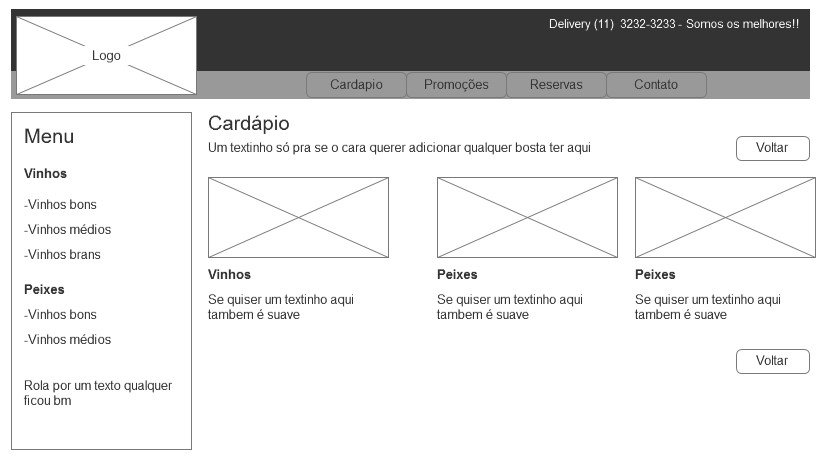 Delivery (11) 3232-3233 - Somos os melhores!!
Logo
Cardapio
Promoções
Reservas
Contato
Menu
Vinhos
-Vinhos bons
-Vinhos médios
-Vinhos brans
Peixes
-Vinhos bons
-Vinhos médios
Rola por um texto qualquer
ficou bm
Cardápio
Um textinho só pra se o cara querer adicionar qualquer bosta ter aqui
Voltar
Vinhos
Se quiser um textinho aqui
tambem é suave
Peixes
Se quiser um textinho aqui
tambem é suave
Peixes
Se quiser um textinho aqui
tambem é suave
Voltar